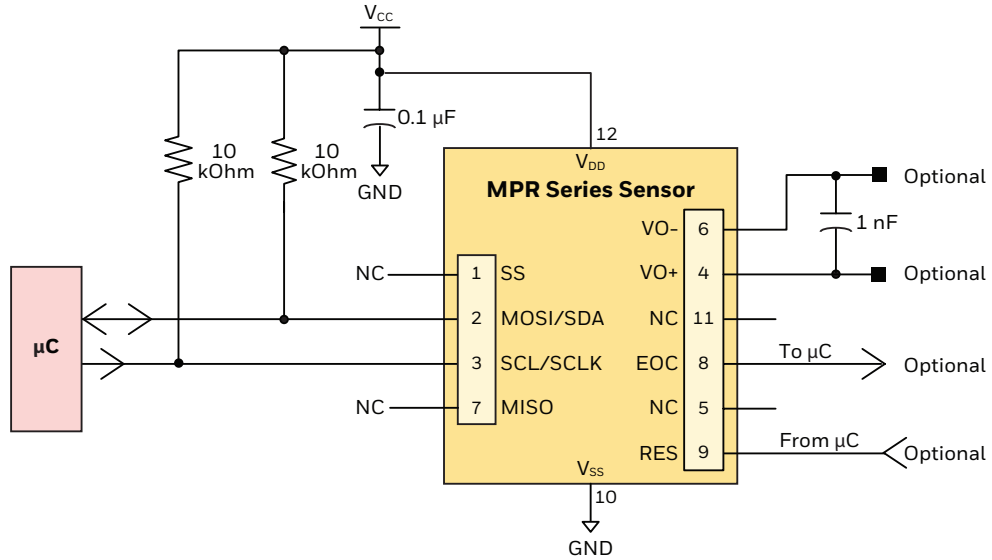 VCC
10
kOhm
10
kOhm
0.1 µF
GND
12
VDD
MPR Series Sensor
VO- 6
Optional
1 nF
NC 1 SS
VO+ 4
Optional
2 MOSI/SDA
NC 11
µC
3 SCL/SCLK
EOC 8
To µC
Optional
NC 7 MISO
NC 5
RES 9
From µC
Optional
VSS
10
GND